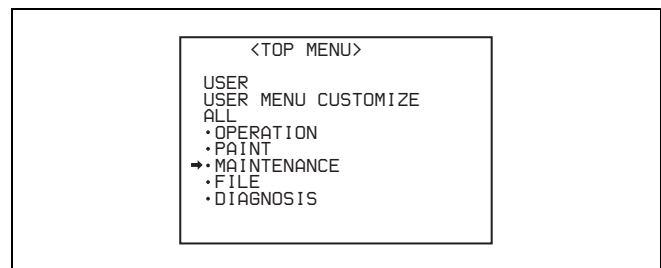 <TOP MENU>
USER
USER MENU CUSTOMIZE
ALL
·OPERATION
·PAINT
➡·MAINTENANCE
·FILE
·DIAGNOSIS